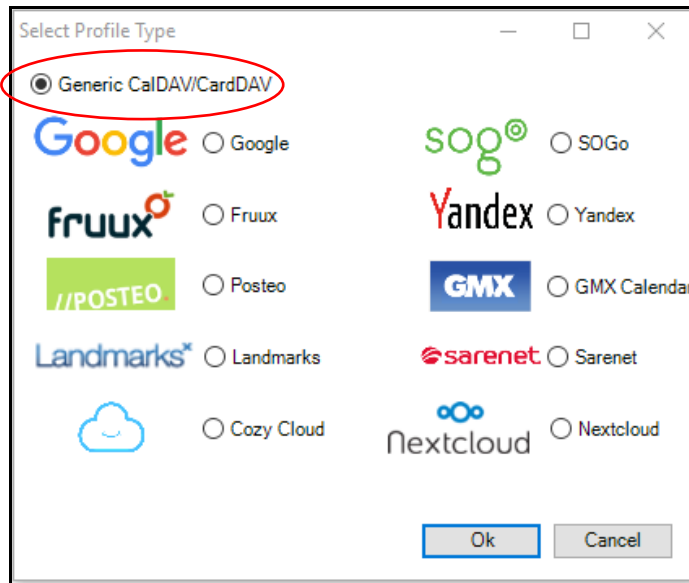 Select Profile Type
Generic CalDAV/CardDAV
Google Google sogo SOGo
fruux Fruux Yandex Yandex
//POSTEO. Posteo GMX GMX Calendar
Landmarks Landmarks sarenet Sarenet
Cozy Cloud Nextcloud Nextcloud
Ok Cancel